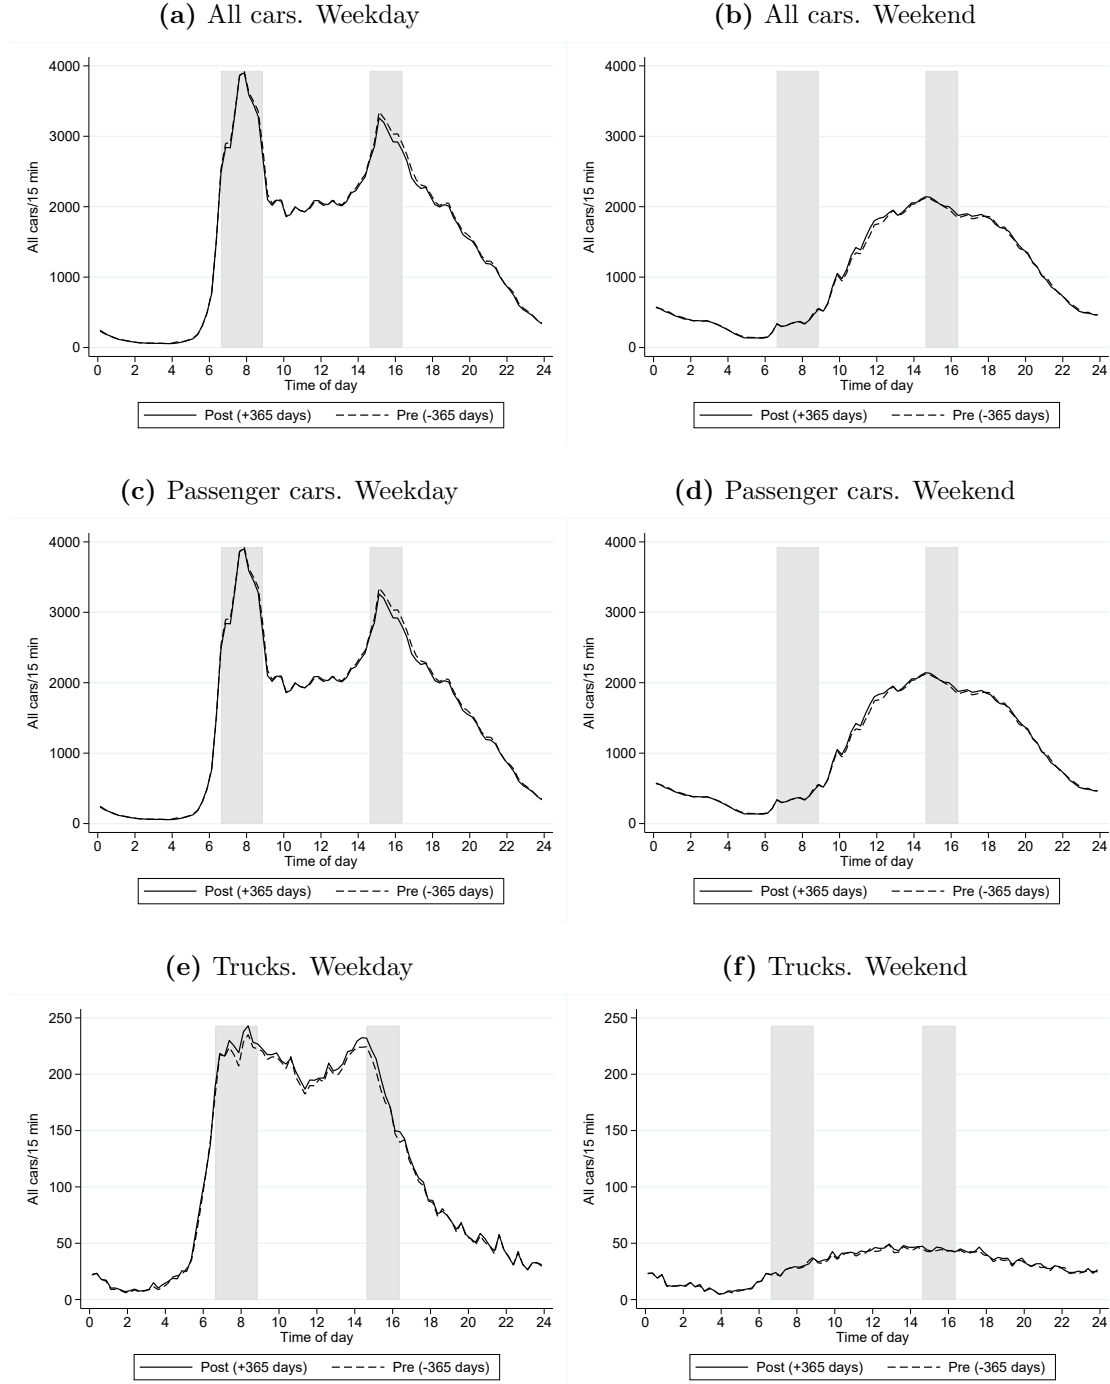 (a) All cars. Weekday
(b) All cars. Weekend
4000
3000
2000
1000
0
All cars/15 min
0 2 4 6 8 10 12 14 16 18 20 22 24
Time of day
Post (+365 days) Pre (-365 days)
4000
3000
2000
1000
0
All cars/15 min
0 2 4 6 8 10 12 14 16 18 20 22 24
Time of day
Post (+365 days) Pre (-365 days)
(c) Passenger cars. Weekday
(d) Passenger cars. Weekend
4000
3000
2000
1000
0
All cars/15 min
0 2 4 6 8 10 12 14 16 18 20 22 24
Time of day
Post (+365 days) Pre (-365 days)
4000
3000
2000
1000
0
All cars/15 min
0 2 4 6 8 10 12 14 16 18 20 22 24
Time of day
Post (+365 days) Pre (-365 days)
(e) Trucks. Weekday
(f) Trucks. Weekend
250
200
150
100
50
0
All cars/15 min
0 2 4 6 8 10 12 14 16 18 20 22 24
Time of day
Post (+365 days) Pre (-365 days)
250
200
150
100
50
0
All cars/15 min
0 2 4 6 8 10 12 14 16 18 20 22 24
Time of day
Post (+365 days) Pre (-365 days)